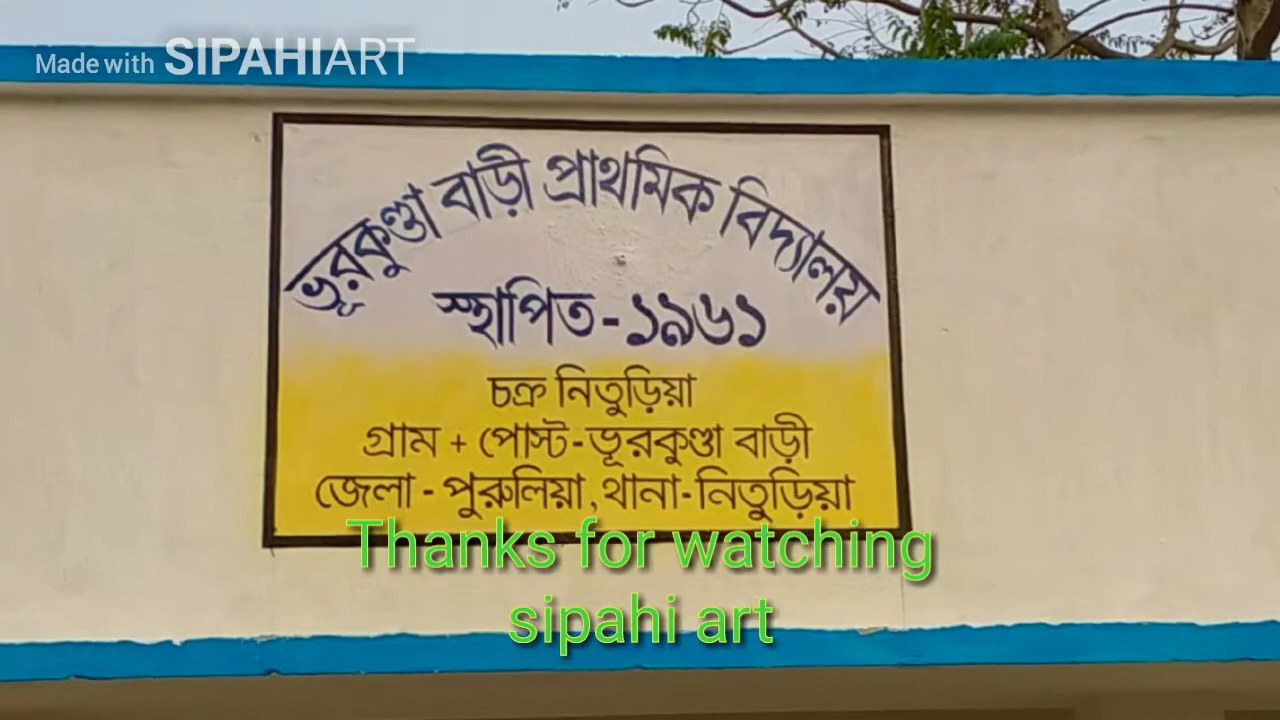 Made with SIPAHIART
ভূরকুণ্ডা বাড়ী প্রাথমিক বিদ্যালয়
স্থাপিত - ১৯৬১
চক্র নিতুড়িয়া
গ্রাম + পোস্ট - ভূরকুণ্ডা বাড়ী
জেলা - পুরুলিয়া, থানা - নিতুড়িয়া
Thanks for watching
sipahi art